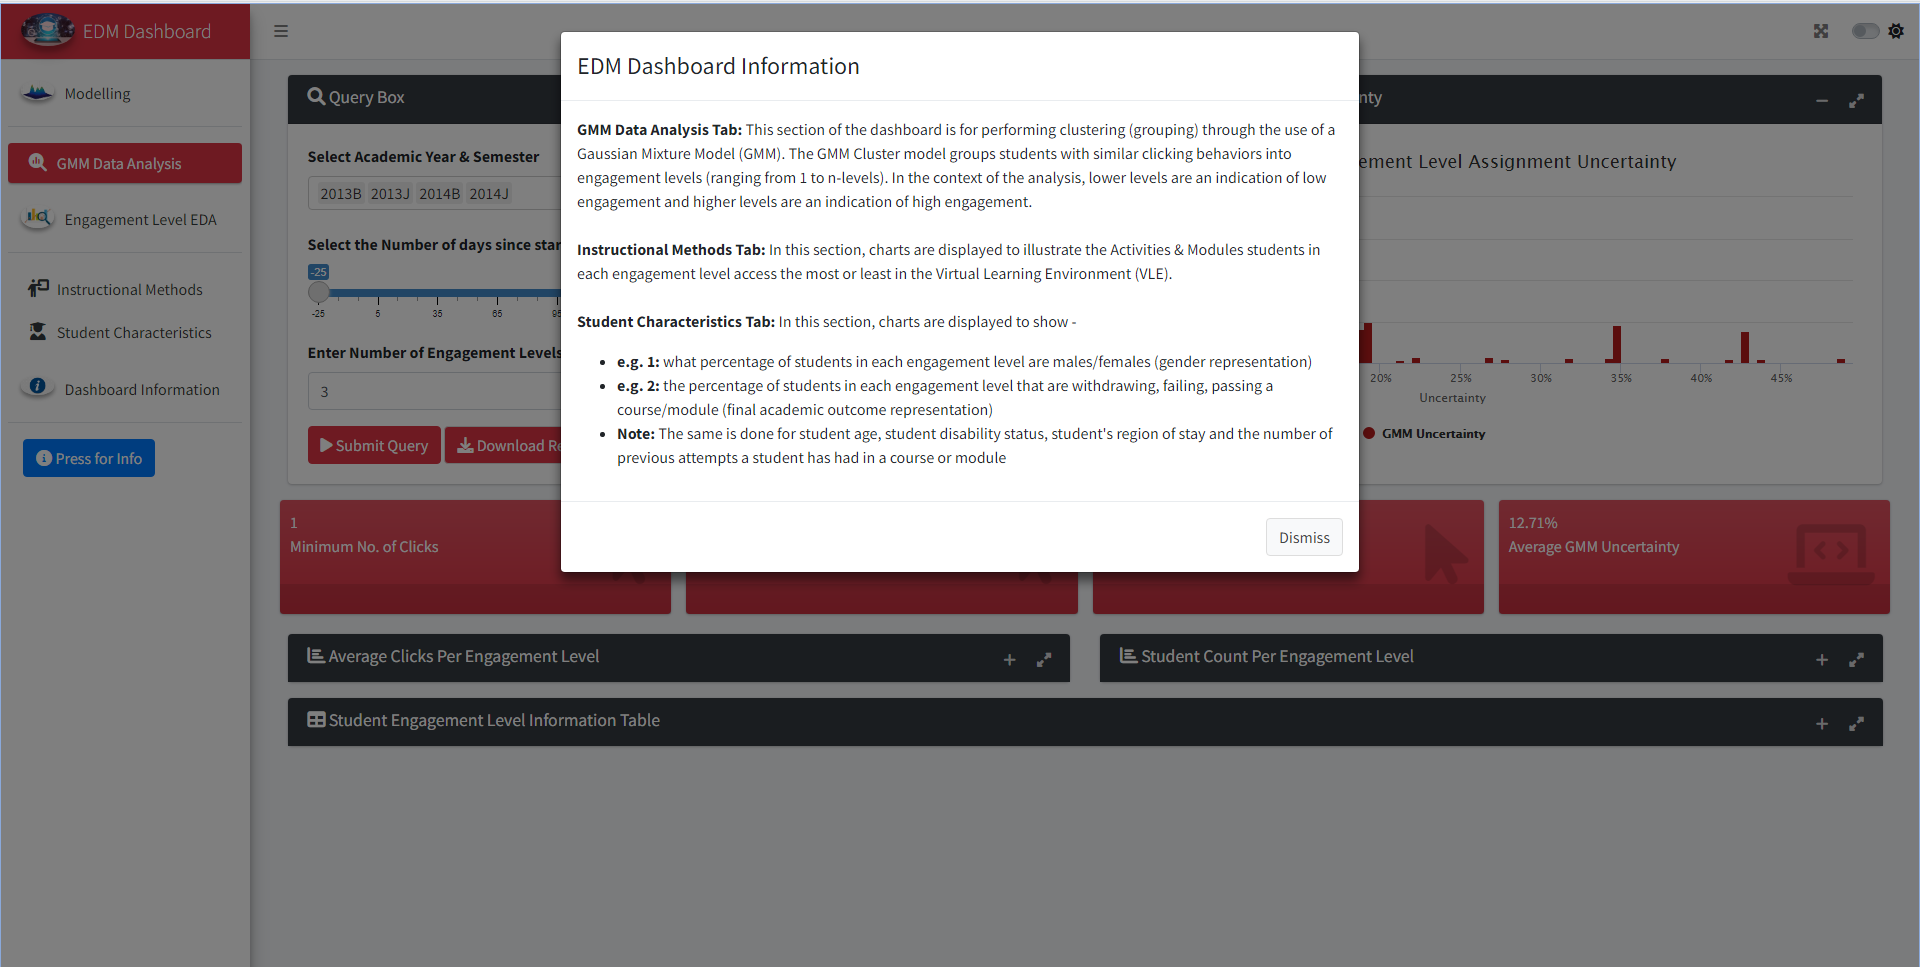 EDM Dashboard
Modelling
GMM Data Analysis
Engagement Level EDA
Instructional Methods
Student Characteristics
Dashboard Information
Press for Info
Query Box
Select Academic Year & Semester
2013B 2013J 2014B 2014J
Select the Number of days since
-25
-25 5 35 65
Enter Number of Engagement Levels
3
Submit Query
Download
EDM Dashboard Information
GMM Data Analysis Tab: This section of the dashboard is for performing clustering (grouping) through the use of a
Gaussian Mixture Model (GMM). The GMM Cluster model groups students with similar clicking behaviors into
engagement levels (ranging from 1 to n-levels). In the context of the analysis, lower levels are an indication of low
engagement and higher levels are an indication of high engagement.
Instructional Methods Tab: In this section, charts are displayed to illustrate the Activities & Modules students in
each engagement level access the most or least in the Virtual Learning Environment (VLE).
Student Characteristics Tab: In this section, charts are displayed to show -
• e.g. 1: what percentage of students in each engagement level are males/females (gender representation)
• e.g. 2: the percentage of students in each engagement level that are withdrawing, failing, passing a
course/module (final academic outcome representation)
• Note: The same is done for student age, student disability status, student's region of stay and the number of
previous attempts a student has had in a course or module
Dismiss
Level Assignment Uncertainty
20% 25% 30% 35% 40% 45%
Uncertainty
GMM Uncertainty
1
Minimum No. of Clicks
12.71%
Average GMM Uncertainty
Average Clicks Per Engagement Level
Student Count Per Engagement Level
Student Engagement Level Information Table